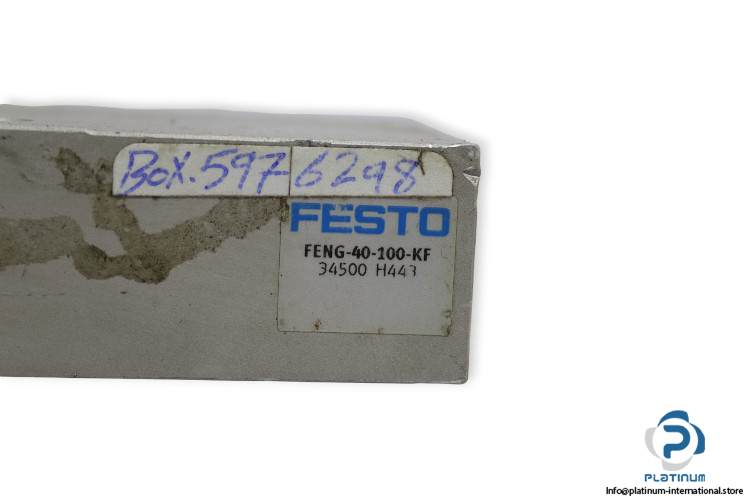 BOX.597 6298
FESTO
FENG-40-100-KF
34500 H443
PLATINUM
Info@platinum-international.store